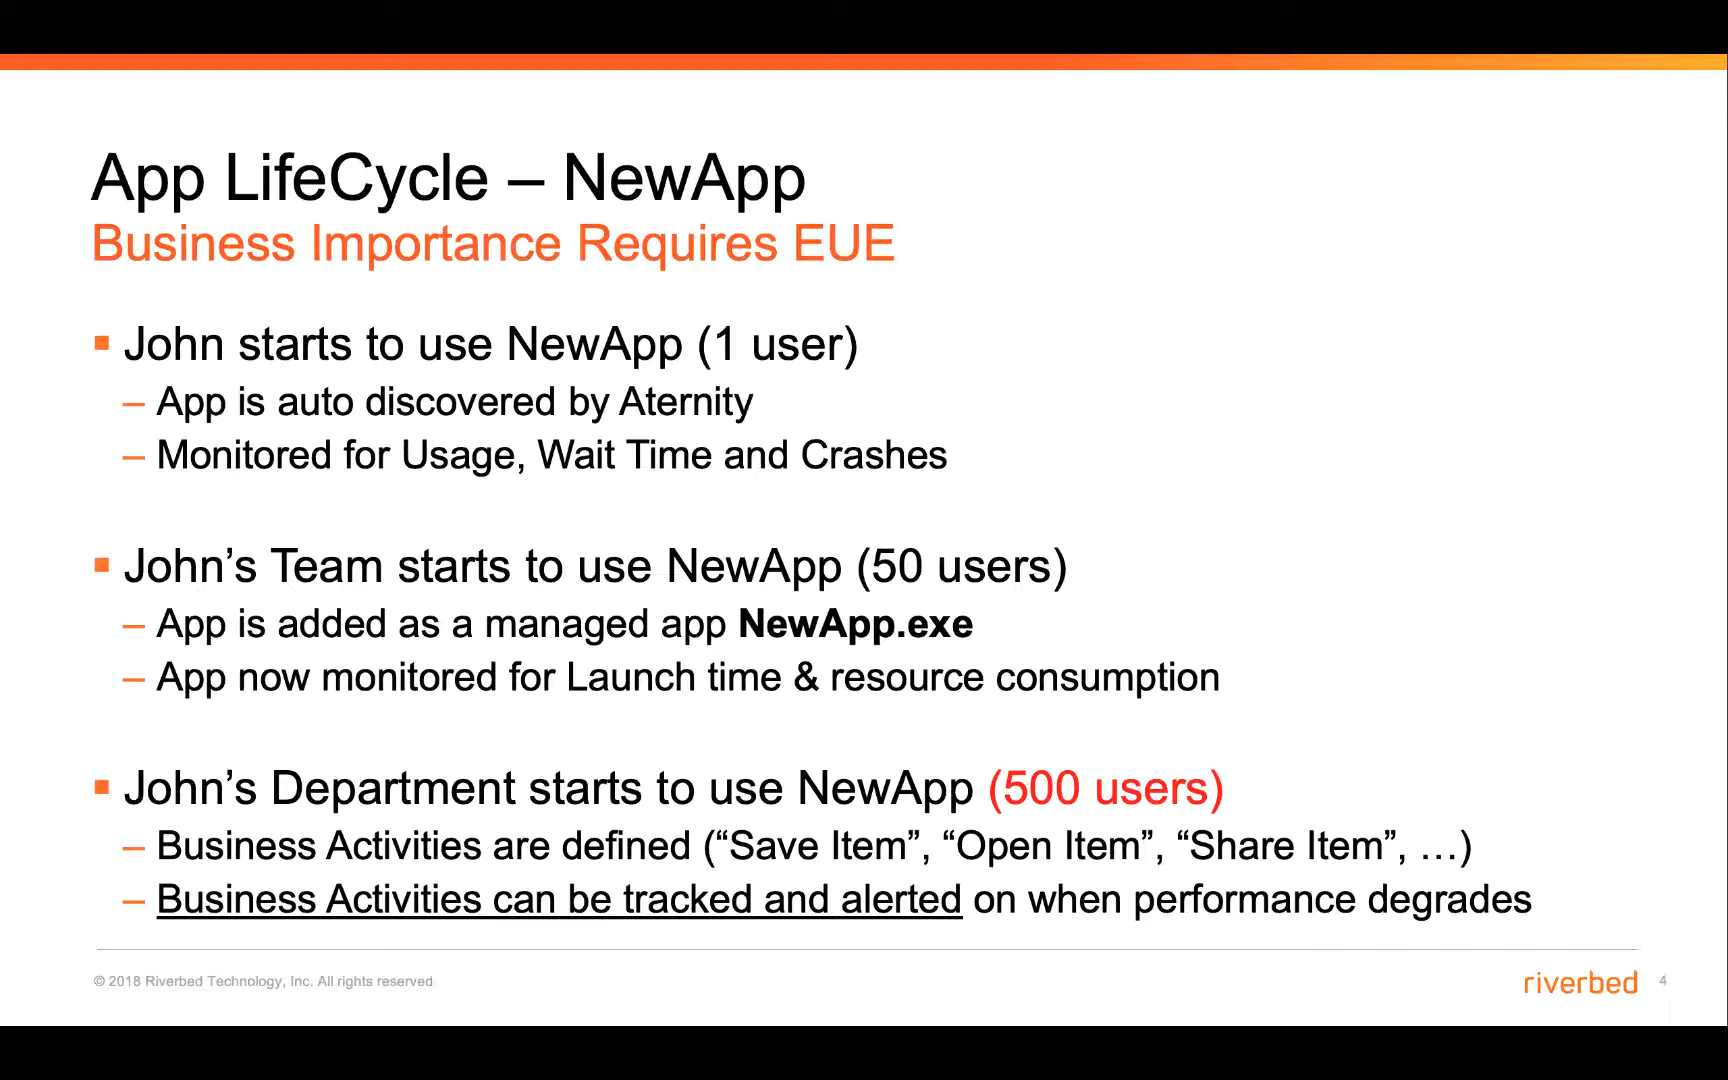 App LifeCycle – NewApp
Business Importance Requires EUE
▪ John starts to use NewApp (1 user)
– App is auto discovered by Aternity
– Monitored for Usage, Wait Time and Crashes
▪ John’s Team starts to use NewApp (50 users)
– App is added as a managed app NewApp.exe
– App now monitored for Launch time & resource consumption
▪ John’s Department starts to use NewApp (500 users)
– Business Activities are defined (“Save Item”, “Open Item”, “Share Item”, …)
– Business Activities can be tracked and alerted on when performance degrades
© 2018 Riverbed Technology, Inc. All rights reserved.
riverbed
4